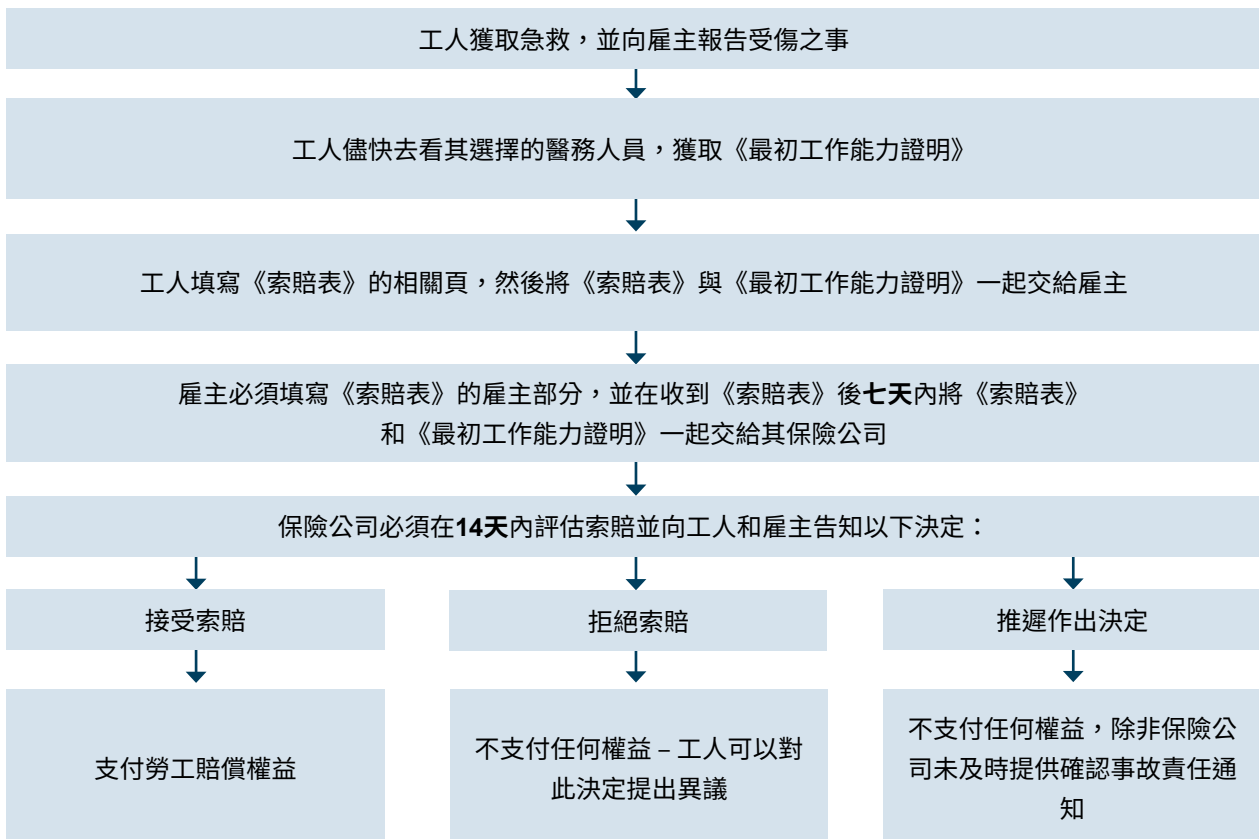 工人獲取急救，並向雇主報告受傷之事
工人儘快去看其選擇的醫務人員，獲取《最初工作能力證明》
工人填寫《索賠表》的相關頁，然後將《索賠表》與《最初工作能力證明》一起交給雇主
雇主必須填寫《索賠表》的雇主部分，並在收到《索賠表》後七天內將《索賠表》
和《最初工作能力證明》一起交給其保險公司
保險公司必須在14天內評估索賠並向工人和雇主告知以下決定：
接受索賠
拒絕索賠
推遲作出決定
支付勞工賠償權益
不支付任何權益 – 工人可以對
此決定提出異議
不支付任何權益，除非保險公
司未及時提供確認事故責任通
知